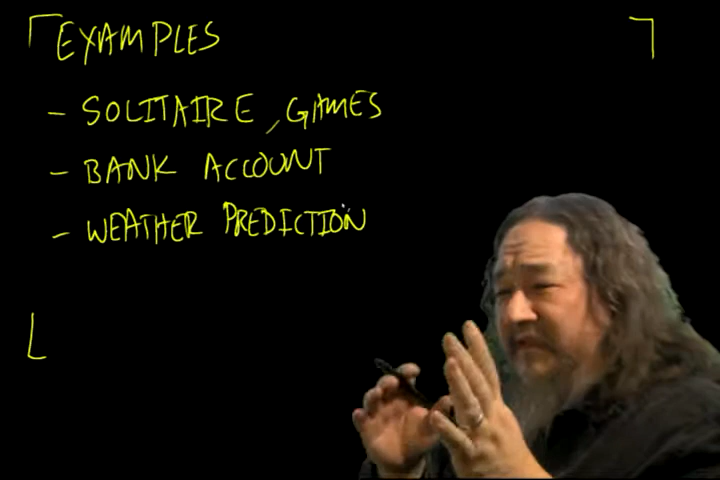 EXAMPLES
- SOLITAIRE, GAMES
- BANK ACCOUNT
- WEATHER PREDICTION